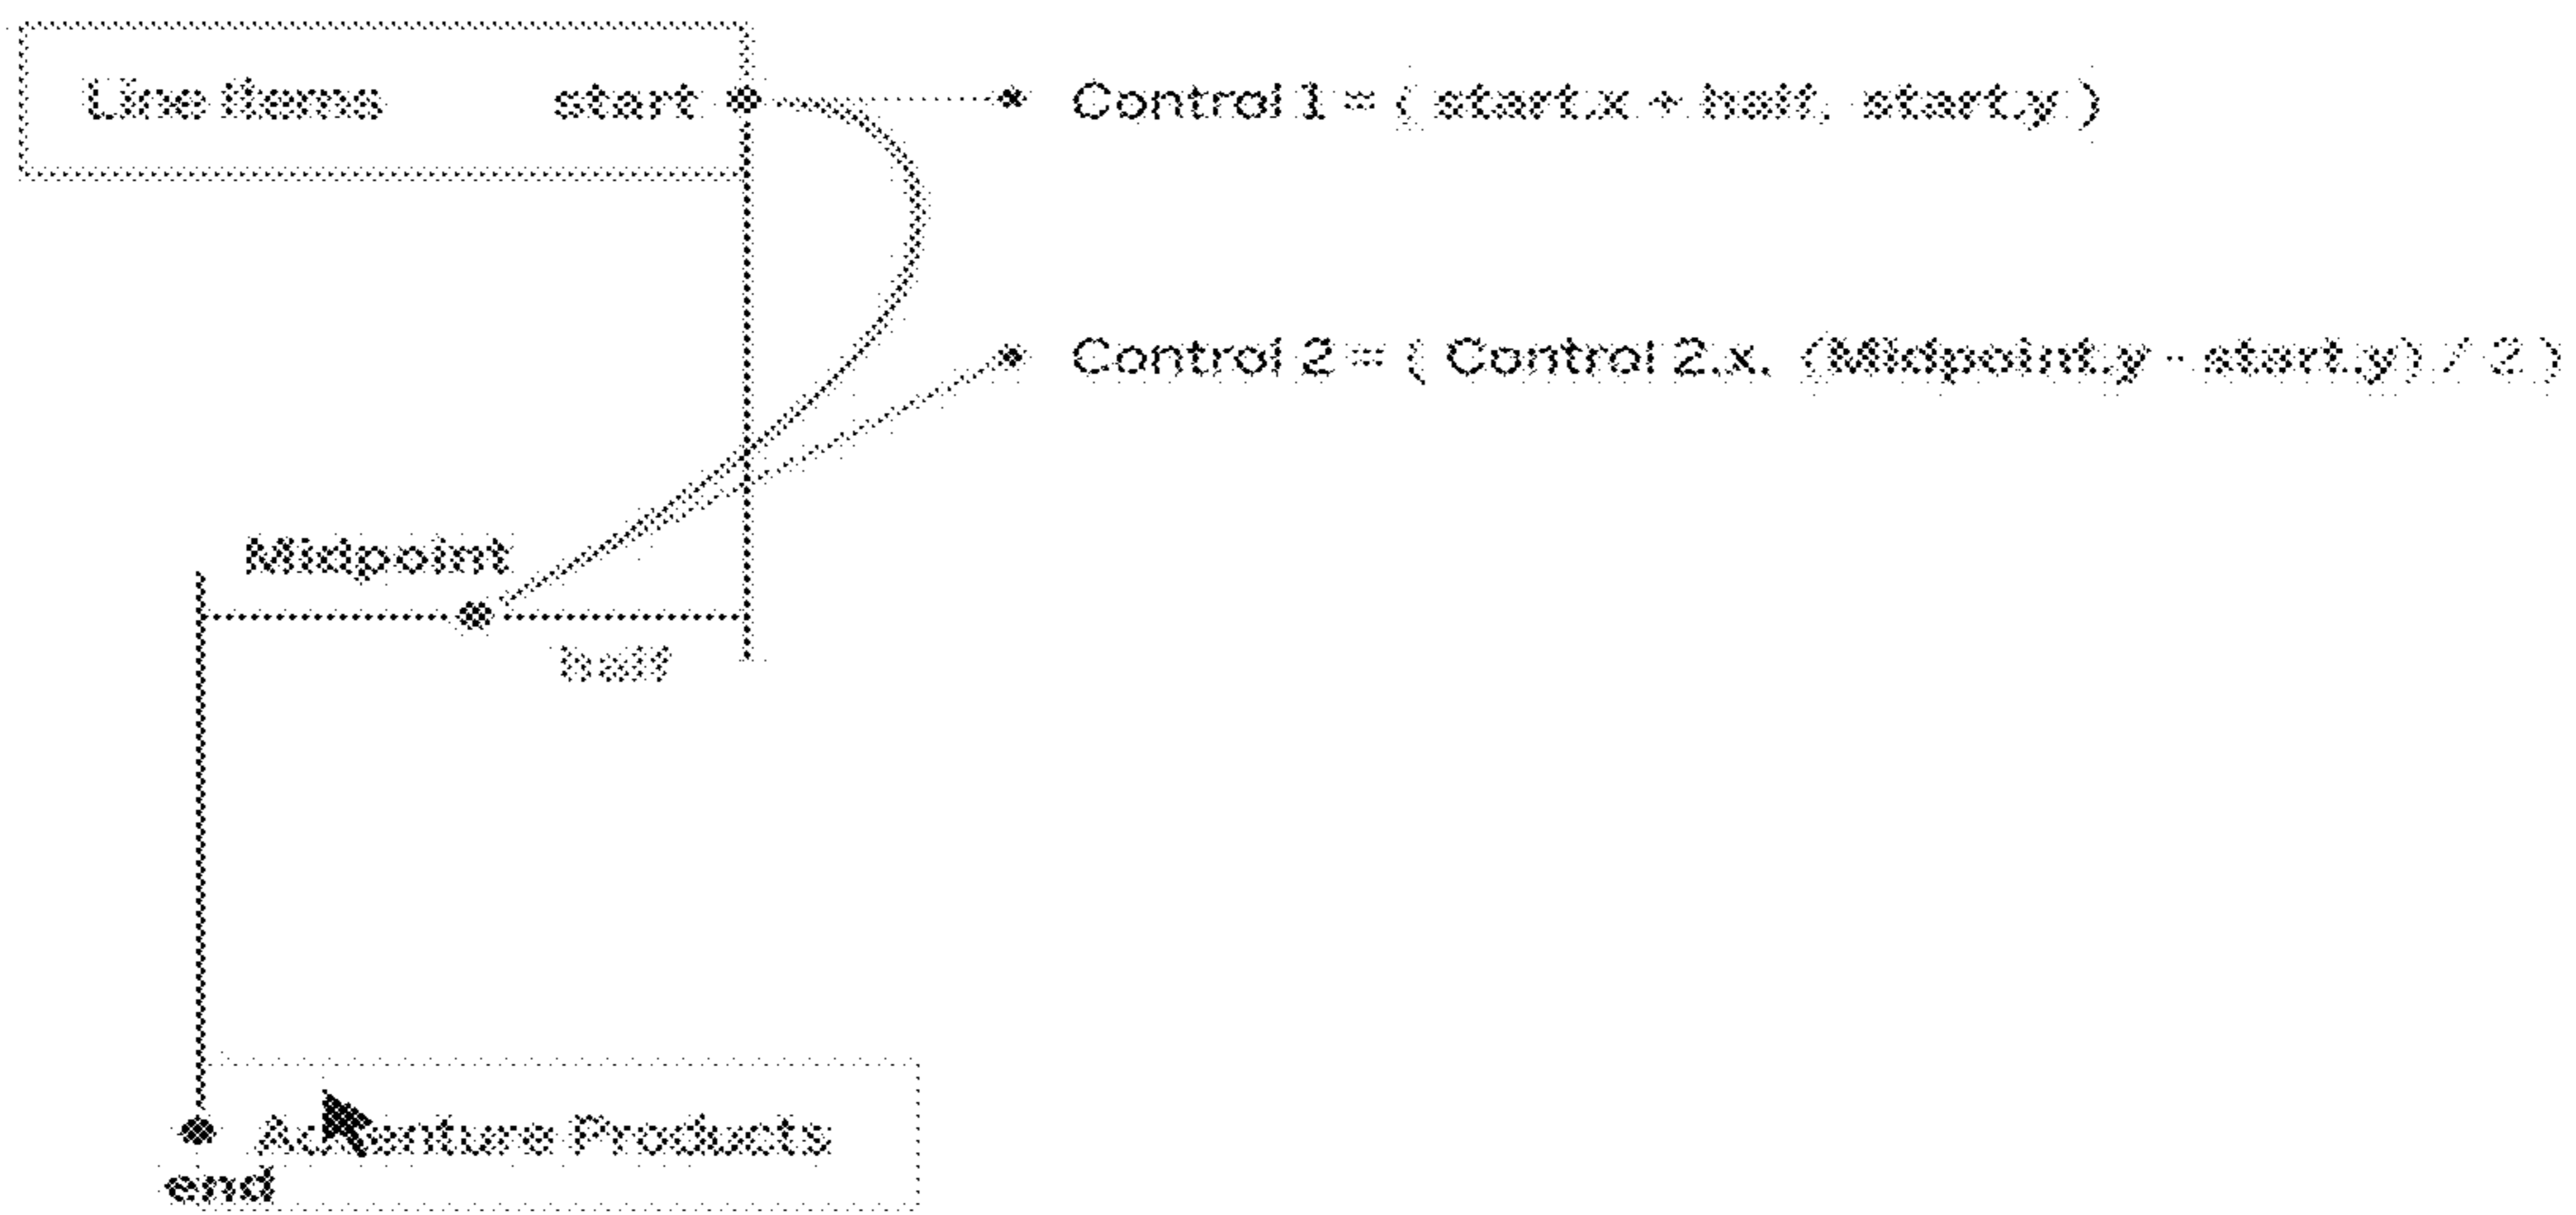 Line Items start Control 1 = ( start.x + half, start.y )
Control 2 = ( Control 2.x, (Midpoint.y - start.y) / 2 )
Midpoint
half
Adventure Products
end